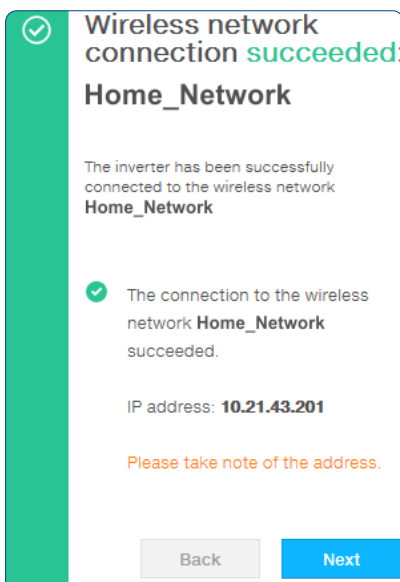 Wireless network
connection succeeded:
Home_Network
The inverter has been successfully
connected to the wireless network
Home_Network
The connection to the wireless
network Home_Network
succeeded.
IP address: 10.21.43.201
Please take note of the address.
Back
Next